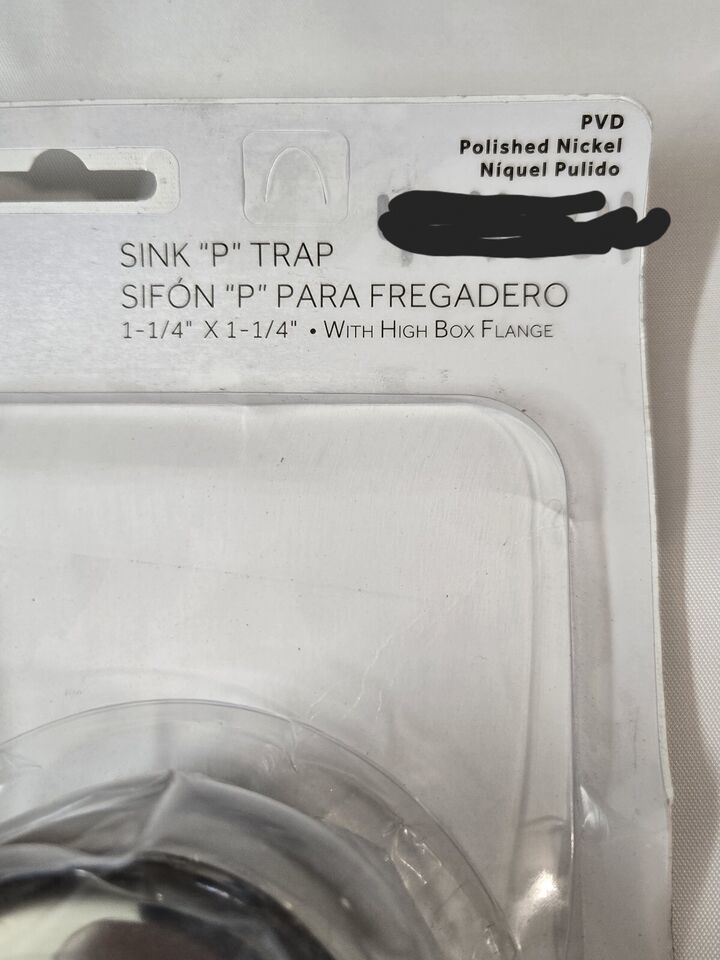 PVD
Polished Nickel
Níquel Pulido
SINK "P" TRAP
SIFÓN "P" PARA FREGADERO
1-1/4" X 1-1/4" • WITH HIGH BOX FLANGE